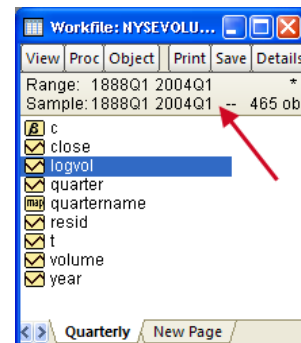 Workfile: NYSEVOLU...
View Proc Object Print Save Details
Range: 1888Q1 2004Q1 *
Sample: 1888Q1 2004Q1 -- 465 ob
β c
close
logvol
quarter
map quartername
resid
t
volume
year
< > Quarterly New Page